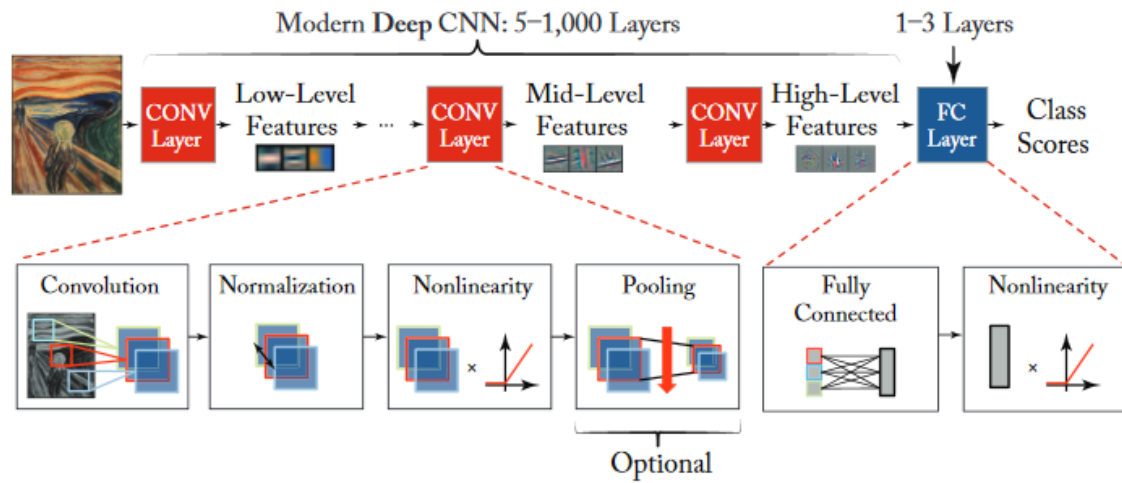 Modern Deep CNN: 5–1,000 Layers
1–3 Layers
CONV
Layer
Low-Level
Features
...
CONV
Layer
Mid-Level
Features
CONV
Layer
High-Level
Features
FC
Layer
Class
Scores
Convolution
Normalization
Nonlinearity
×
Pooling
Optional
Fully
Connected
Nonlinearity
×